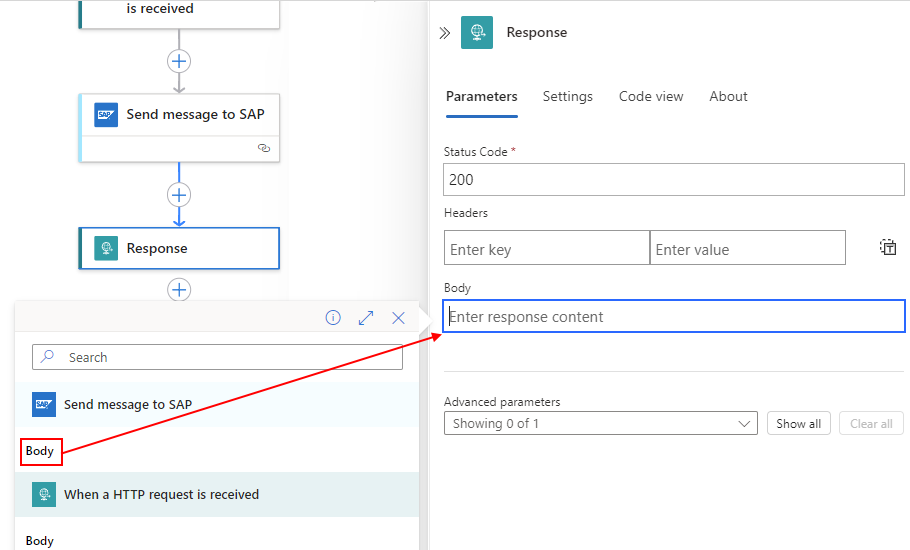 is received
Send message to SAP
Response
Search
Send message to SAP
Body
When a HTTP request is received
Body
Response
Parameters Settings Code view About
Status Code *
200
Headers
Enter key Enter value
Body
Enter response content
Advanced parameters
Showing 0 of 1 Show all Clear all